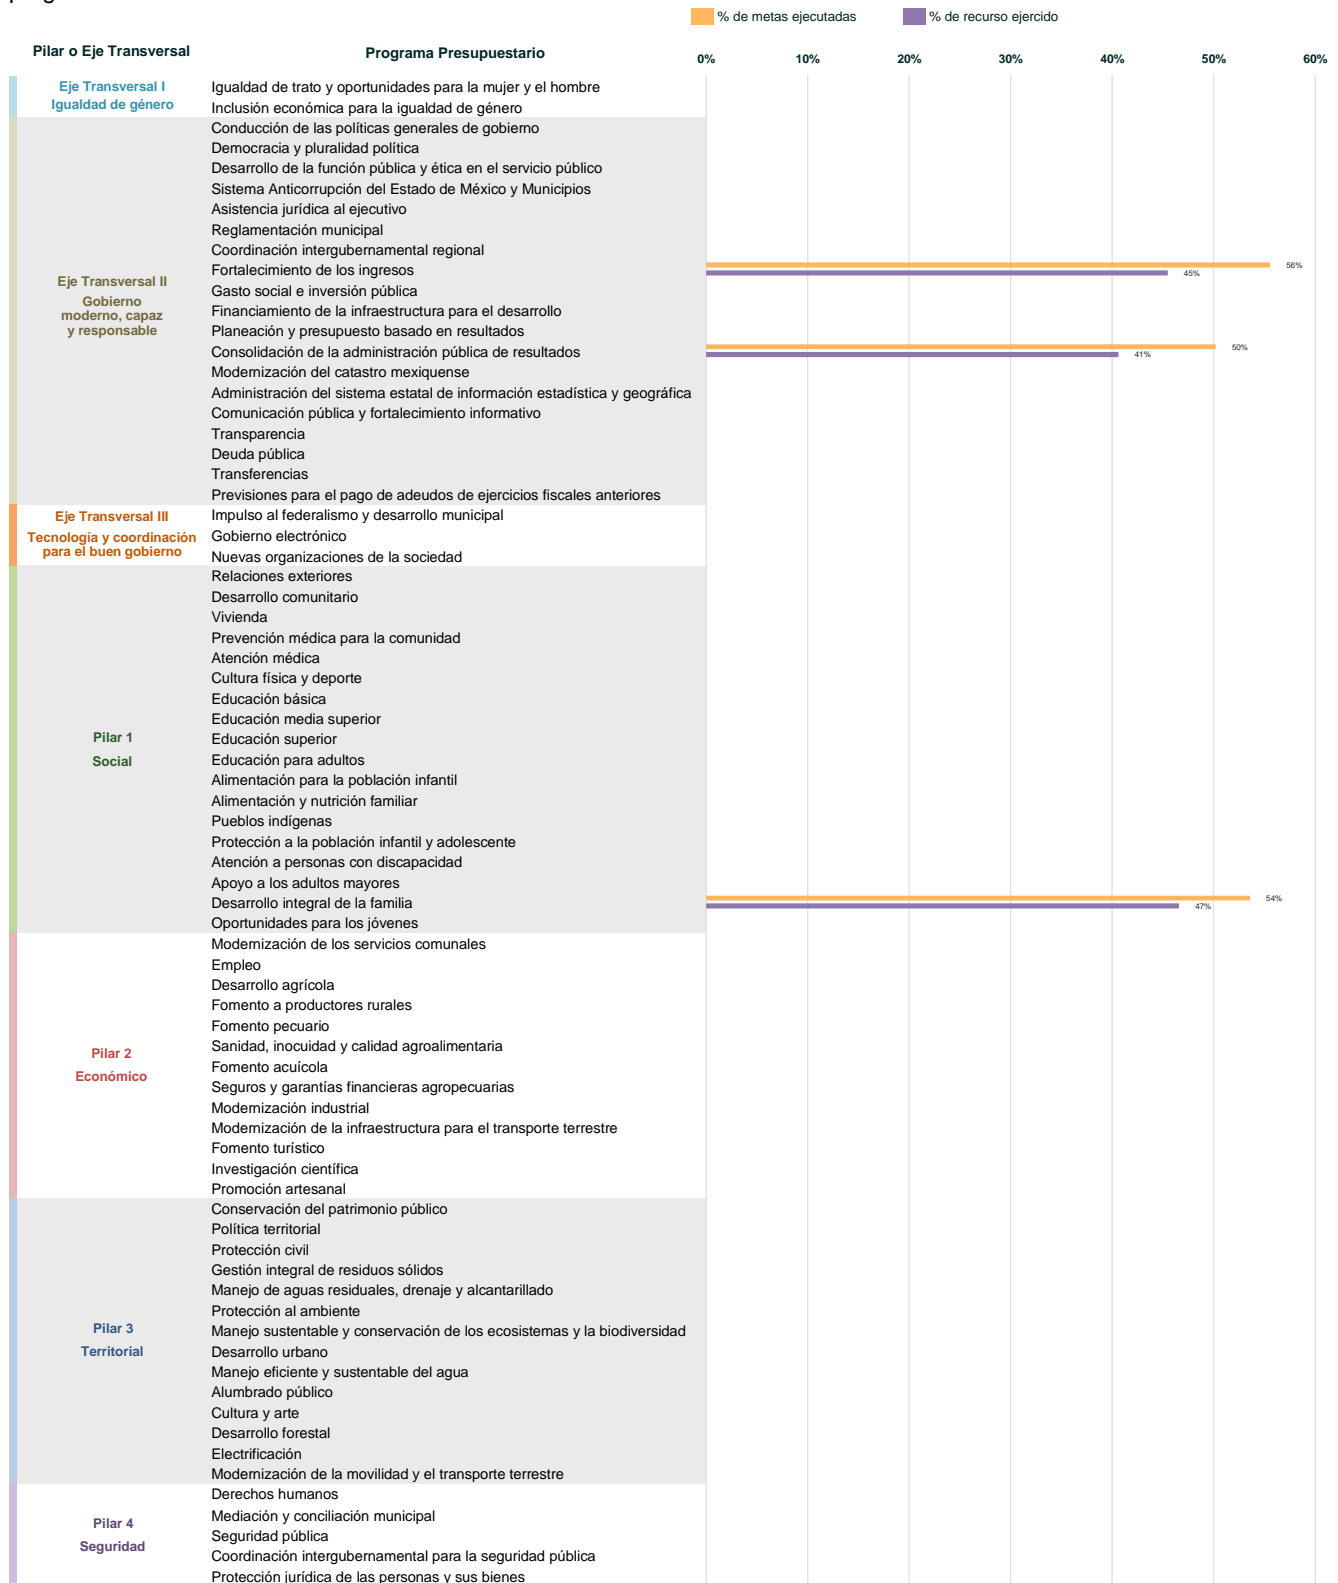 % de metas ejecutadas % de recurso ejercido
Pilar o Eje Transversal Programa Presupuestario 0% 10% 20% 30% 40% 50% 60%
Eje Transversal I
Igualdad de género
Igualdad de trato y oportunidades para la mujer y el hombre
Inclusión económica para la igualdad de género
Eje Transversal II
Gobierno
moderno, capaz
y responsable
Conducción de las políticas generales de gobierno
Democracia y pluralidad política
Desarrollo de la función pública y ética en el servicio público
Sistema Anticorrupción del Estado de México y Municipios
Asistencia jurídica al ejecutivo
Reglamentación municipal
Coordinación intergubernamental regional
Fortalecimiento de los ingresos 56%
45%
Gasto social e inversión pública
Financiamiento de la infraestructura para el desarrollo
Planeación y presupuesto basado en resultados
Consolidación de la administración pública de resultados 50%
41%
Modernización del catastro mexiquense
Administración del sistema estatal de información estadística y geográfica
Comunicación pública y fortalecimiento informativo
Transparencia
Deuda pública
Transferencias
Previsiones para el pago de adeudos de ejercicios fiscales anteriores
Eje Transversal III
Tecnología y coordinación
para el buen gobierno
Impulso al federalismo y desarrollo municipal
Gobierno electrónico
Nuevas organizaciones de la sociedad
Pilar 1
Social
Relaciones exteriores
Desarrollo comunitario
Vivienda
Prevención médica para la comunidad
Atención médica
Cultura física y deporte
Educación básica
Educación media superior
Educación superior
Educación para adultos
Alimentación para la población infantil
Alimentación y nutrición familiar
Pueblos indígenas
Protección a la población infantil y adolescente
Atención a personas con discapacidad
Apoyo a los adultos mayores
Desarrollo integral de la familia 54%
47%
Oportunidades para los jóvenes
Pilar 2
Económico
Modernización de los servicios comunales
Empleo
Desarrollo agrícola
Fomento a productores rurales
Fomento pecuario
Sanidad, inocuidad y calidad agroalimentaria
Fomento acuícola
Seguros y garantías financieras agropecuarias
Modernización industrial
Modernización de la infraestructura para el transporte terrestre
Fomento turístico
Investigación científica
Promoción artesanal
Pilar 3
Territorial
Conservación del patrimonio público
Política territorial
Protección civil
Gestión integral de residuos sólidos
Manejo de aguas residuales, drenaje y alcantarillado
Protección al ambiente
Manejo sustentable y conservación de los ecosistemas y la biodiversidad
Desarrollo urbano
Manejo eficiente y sustentable del agua
Alumbrado público
Cultura y arte
Desarrollo forestal
Electrificación
Modernización de la movilidad y el transporte terrestre
Pilar 4
Seguridad
Derechos humanos
Mediación y conciliación municipal
Seguridad pública
Coordinación intergubernamental para la seguridad pública
Protección jurídica de las personas y sus bienes